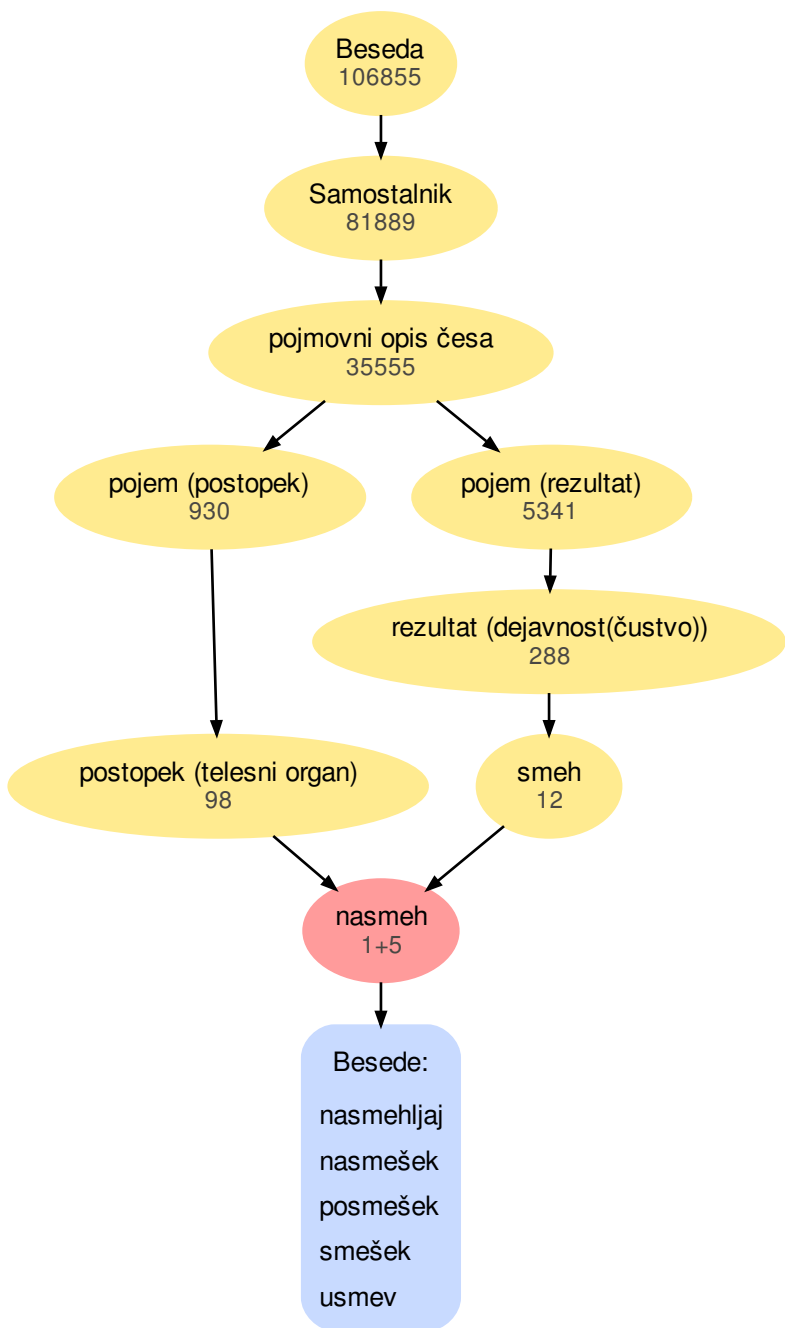 Beseda
106855
Samostalnik
81889
pojmovni opis česa
35555
pojem (postopek)
930
pojem (rezultat)
5341
rezultat (dejavnost(čustvo))
288
postopek (telesni organ)
98
smeh
12
nasmeh
1+5
Besede:
nasmehljaj
nasmešek
posmešek
smešek
usmev